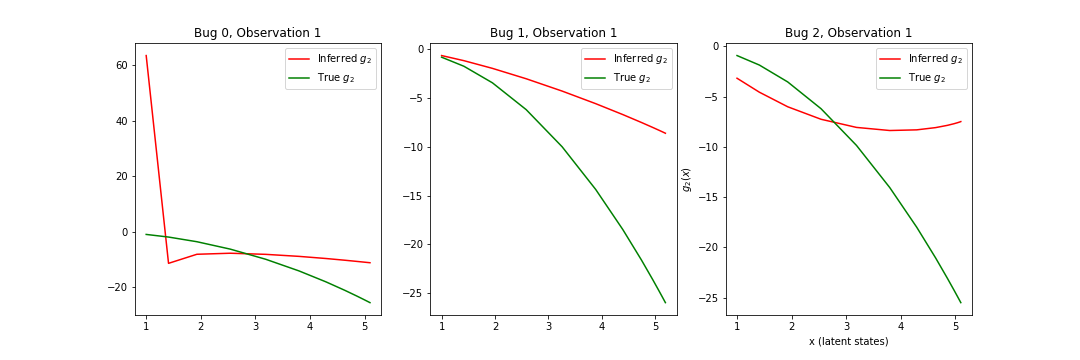 Bug 0, Observation 1
Inferred g₂
True g₂
60
40
20
0
−20
1 2 3 4 5
Bug 1, Observation 1
Inferred g₂
True g₂
0
−5
−10
−15
−20
−25
1 2 3 4 5
Bug 2, Observation 1
Inferred g₂
True g₂
g₂(x)
0
−5
−10
−15
−20
−25
1 2 3 4 5
x (latent states)